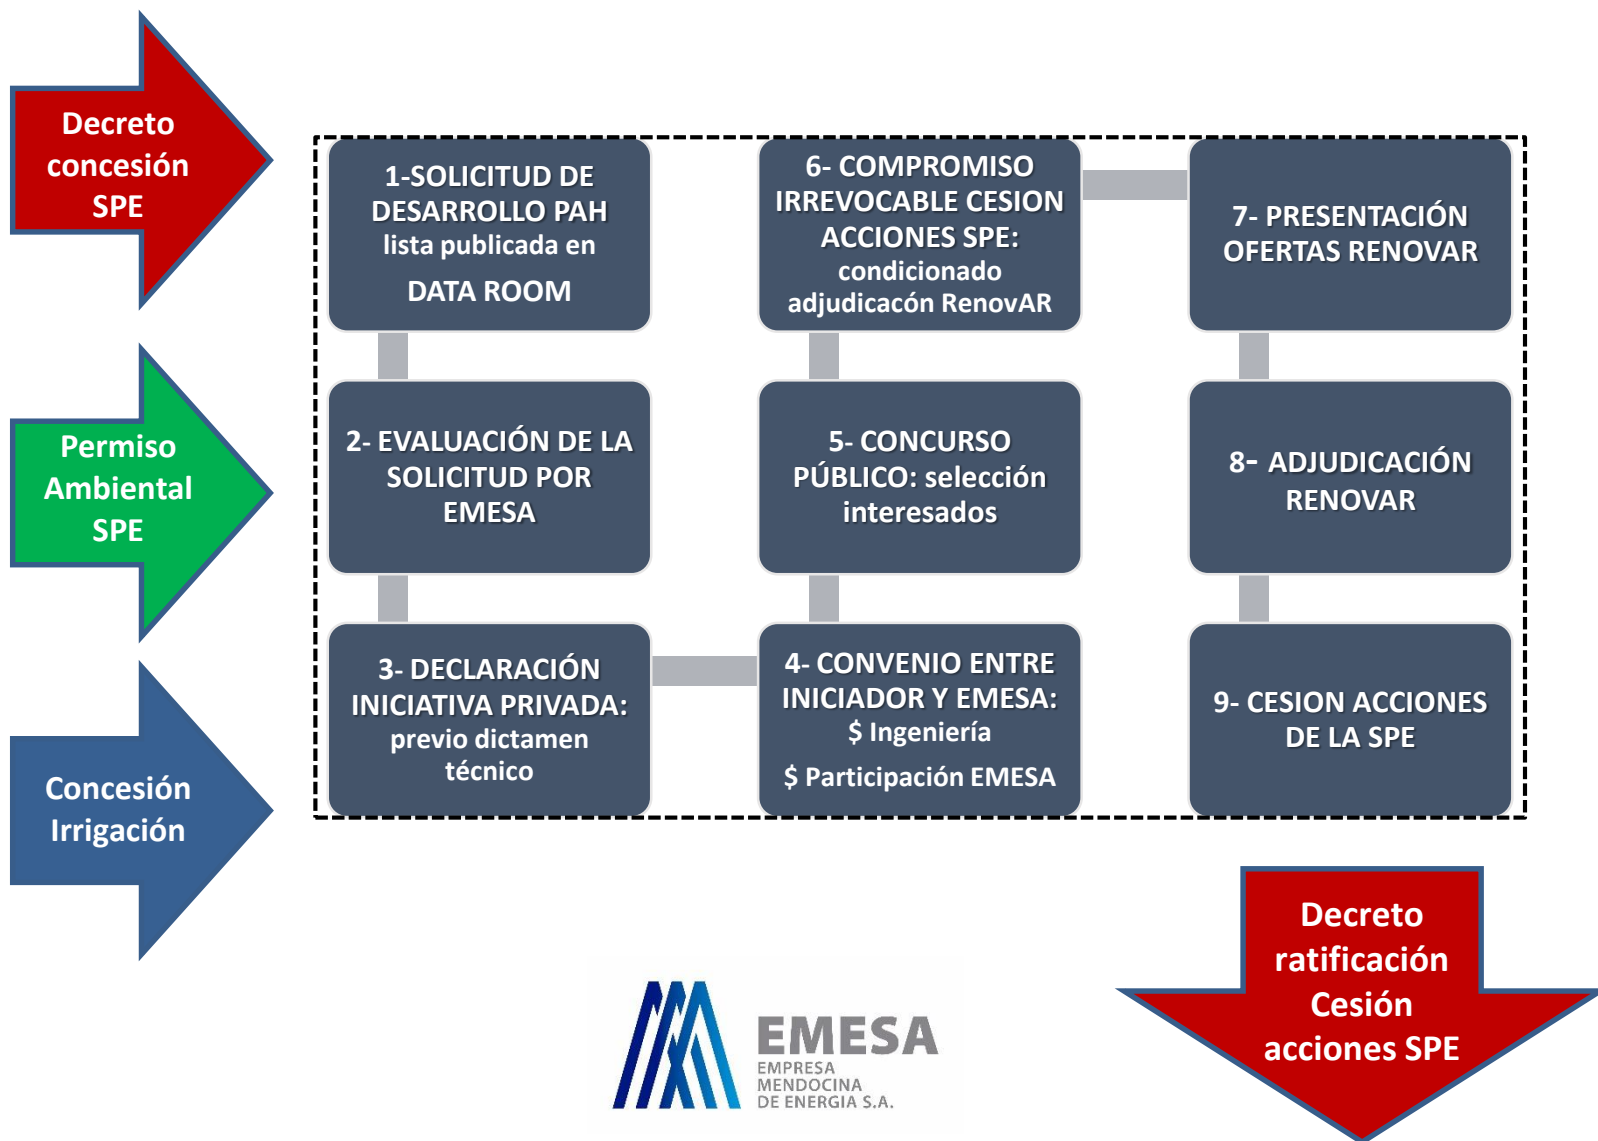 Decreto
concesión
SPE
Permiso
Ambiental
SPE
Concesión
Irrigación
1-SOLICITUD DE
DESARROLLO PAH
lista publicada en
DATA ROOM
2- EVALUACIÓN DE LA
SOLICITUD POR
EMESA
3- DECLARACIÓN
INICIATIVA PRIVADA:
previo dictamen
técnico
4- CONVENIO ENTRE
INICIADOR Y EMESA:
$ Ingeniería
$ Participación EMESA
5- CONCURSO
PÚBLICO: selección
interesados
6- COMPROMISO
IRREVOCABLE CESION
ACCIONES SPE:
condicionado
adjudicacón RenovAR
7- PRESENTACIÓN
OFERTAS RENOVAR
8- ADJUDICACIÓN
RENOVAR
9- CESION ACCIONES
DE LA SPE
Decreto
ratificación
Cesión
acciones SPE
EMESA
EMPRESA
MENDOCINA
DE ENERGIA S.A.